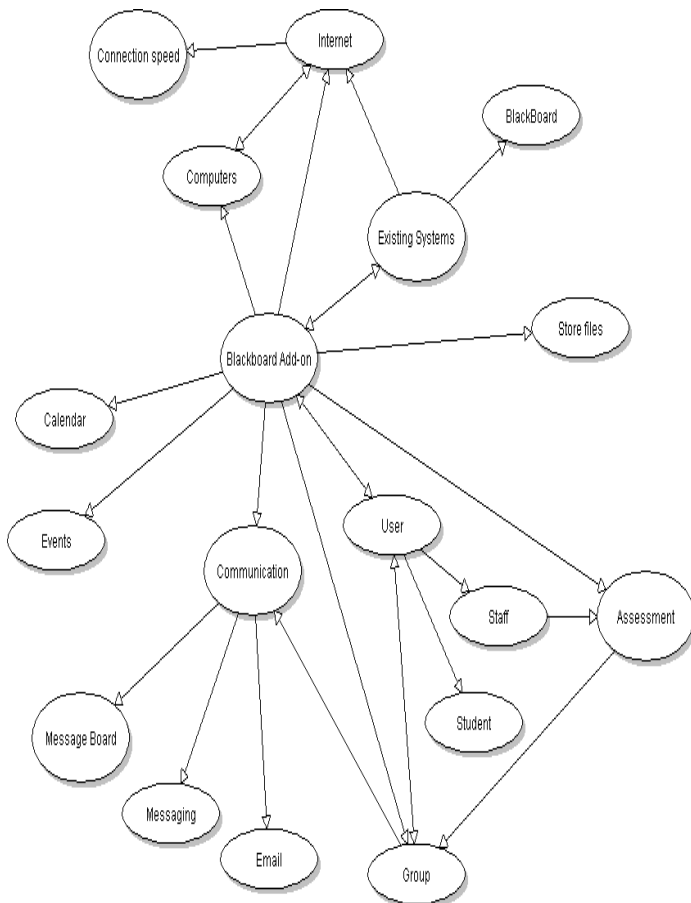 Internet
Connection speed
BlackBoard
Computers
Existing Systems
Store files
Blackboard Add-on
Calendar
User
Events
Communication
Staff
Assessment
Student
Message Board
Messaging
Email
Group